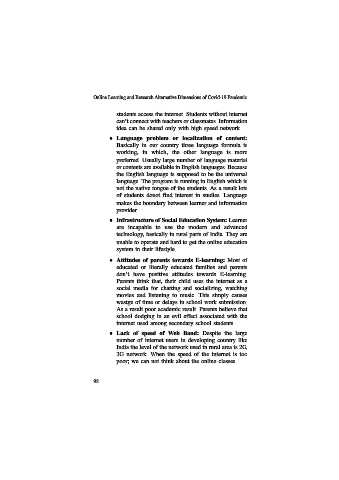 Online Learning and Research Alternative Dimensions of Covid-19 Pandemic
students access the internet. Students without internet
can't connect with teachers or classmates. Information
idea can be shared only with high speed network.
♦ Language problem or localization of content:
Basically in our country three language formula is
working, in which, the other language is more
preferred. Usually large number of language material
or contents are available in English languages. Because
the English language is supposed to be the universal
language. The program is running in English which is
not the native tongue of the students. As a result lots
of students donot find interest in studies. Language
makes the boundary between learner and information
provider.
♦ Infrastructure of Social Education System: Learner
are incapable to use the modern and advanced
technology, basically in rural parts of India. They are
unable to operate and hard to get the online education
system in their lifestyle.
♦ Attitudes of parents towards E-learning: Most of
educated or literally educated families and parents
don't have positive attitudes towards E-learning.
Parents think that, their child uses the internet as a
social media for chatting and socializing, watching
movies and listening to music. This simply causes
wastge of time or delays in school work submission.
As a result poor academic result. Parents believe that
school dodging is an evil effect associated with the
internet used among secondary school students.
♦ Lack of speed of Web Band: Despite the large
number of internet users in developing country like
India the level of the network used in rural area is 2G,
3G network. When the speed of the internet is too
poor; we can not think about the online classes.
92